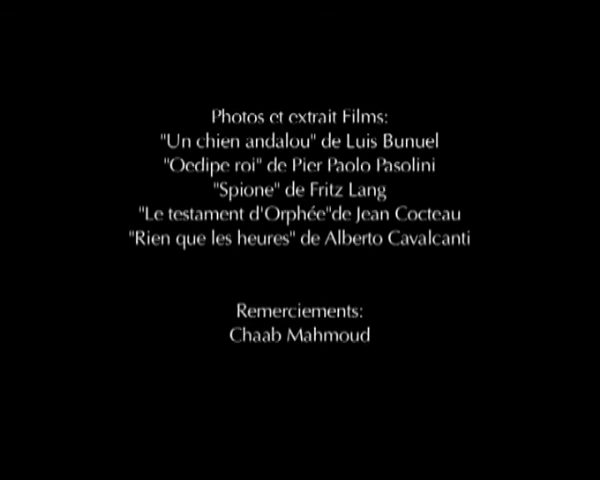 Photos et extrait Films:
"Un chien andalou" de Luis Bunuel
"Oedipe roi" de Pier Paolo Pasolini
"Spione" de Fritz Lang
"Le testament d'Orphée"de Jean Cocteau
"Rien que les heures" de Alberto Cavalcanti
Remerciements:
Chaab Mahmoud